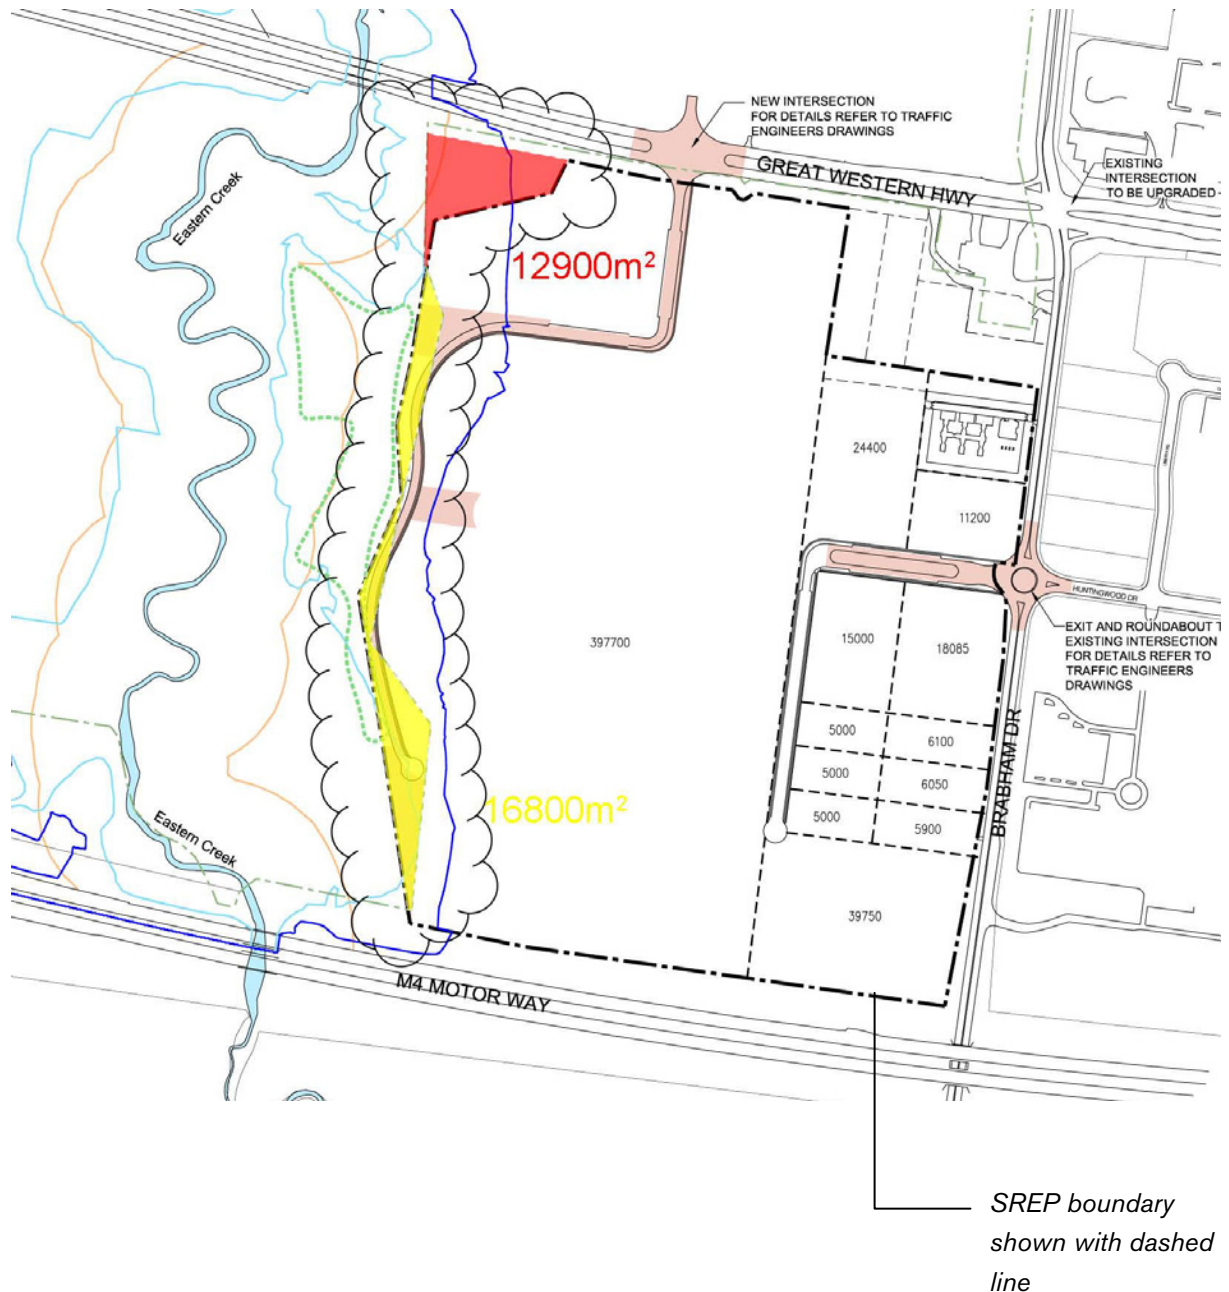 NEW INTERSECTION
FOR DETAILS REFER TO TRAFFIC
ENGINEERS DRAWINGS
GREAT WESTERN HWY
EXISTING
INTERSECTION
TO BE UPGRADED
Eastern Creek
12900m²
24400
11200
HUNTINGWOOD DR
EXIT AND ROUNDABOUT T
EXISTING INTERSECTION
FOR DETAILS REFER TO
TRAFFIC ENGINEERS
DRAWINGS
397700
15000
18085
5000
6100
5000
6050
5000
5900
BRABHAM DR
16800m²
Eastern Creek
39750
M4 MOTOR WAY
SREP boundary
shown with dashed
line